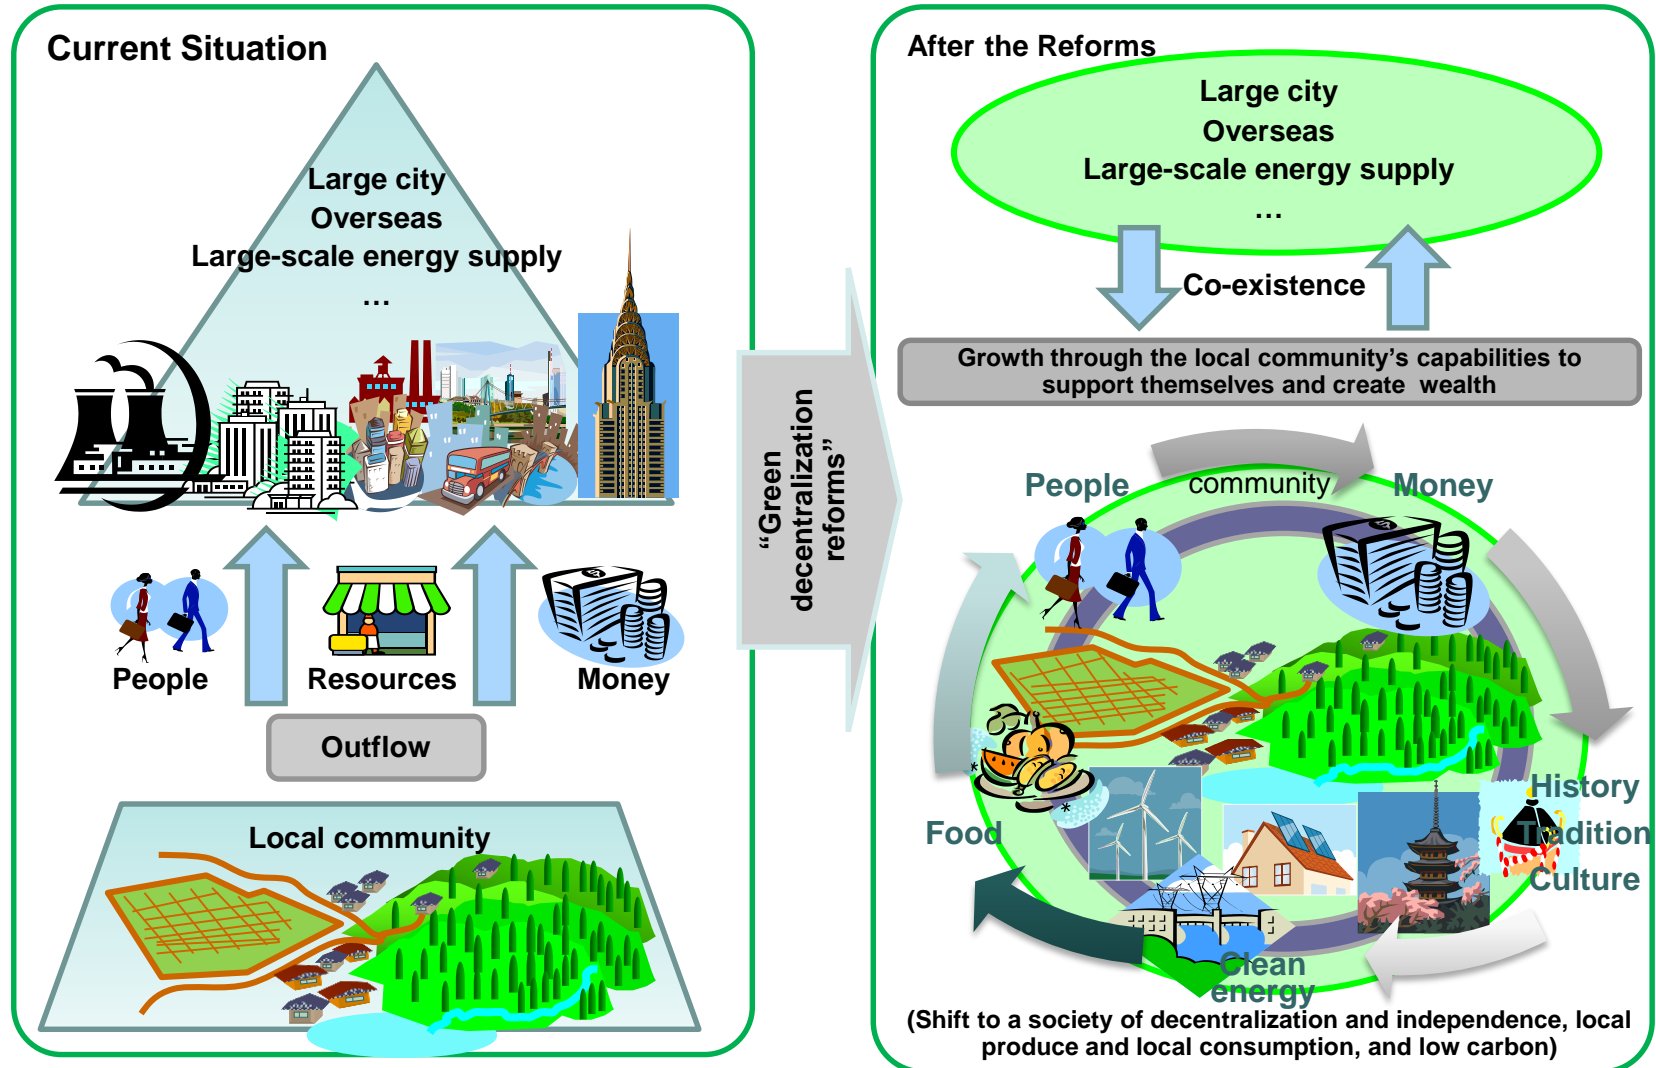 Current Situation
Large city
Overseas
Large-scale energy supply
…
People
Resources
Money
Outflow
Local community
“Green
decentralization
reforms”
After the Reforms
Large city
Overseas
Large-scale energy supply
…
Co-existence
Growth through the local community’s capabilities to
support themselves and create wealth
People
community
Money
History
Tradition
Culture
Food
Clean
energy
(Shift to a society of decentralization and independence, local
produce and local consumption, and low carbon)